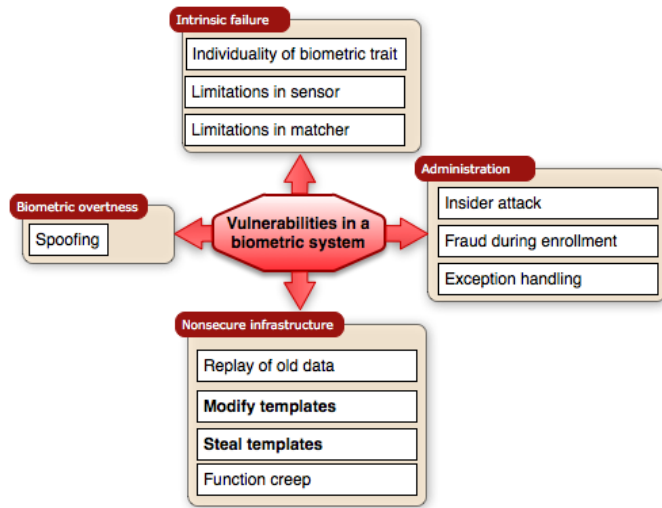 Intrinsic failure
Individuality of biometric trait
Limitations in sensor
Limitations in matcher
Administration
Insider attack
Fraud during enrollment
Exception handling
Biometric overtness
Spoofing
Vulnerabilities in a
biometric system
Nonsecure infrastructure
Replay of old data
Modify templates
Steal templates
Function creep